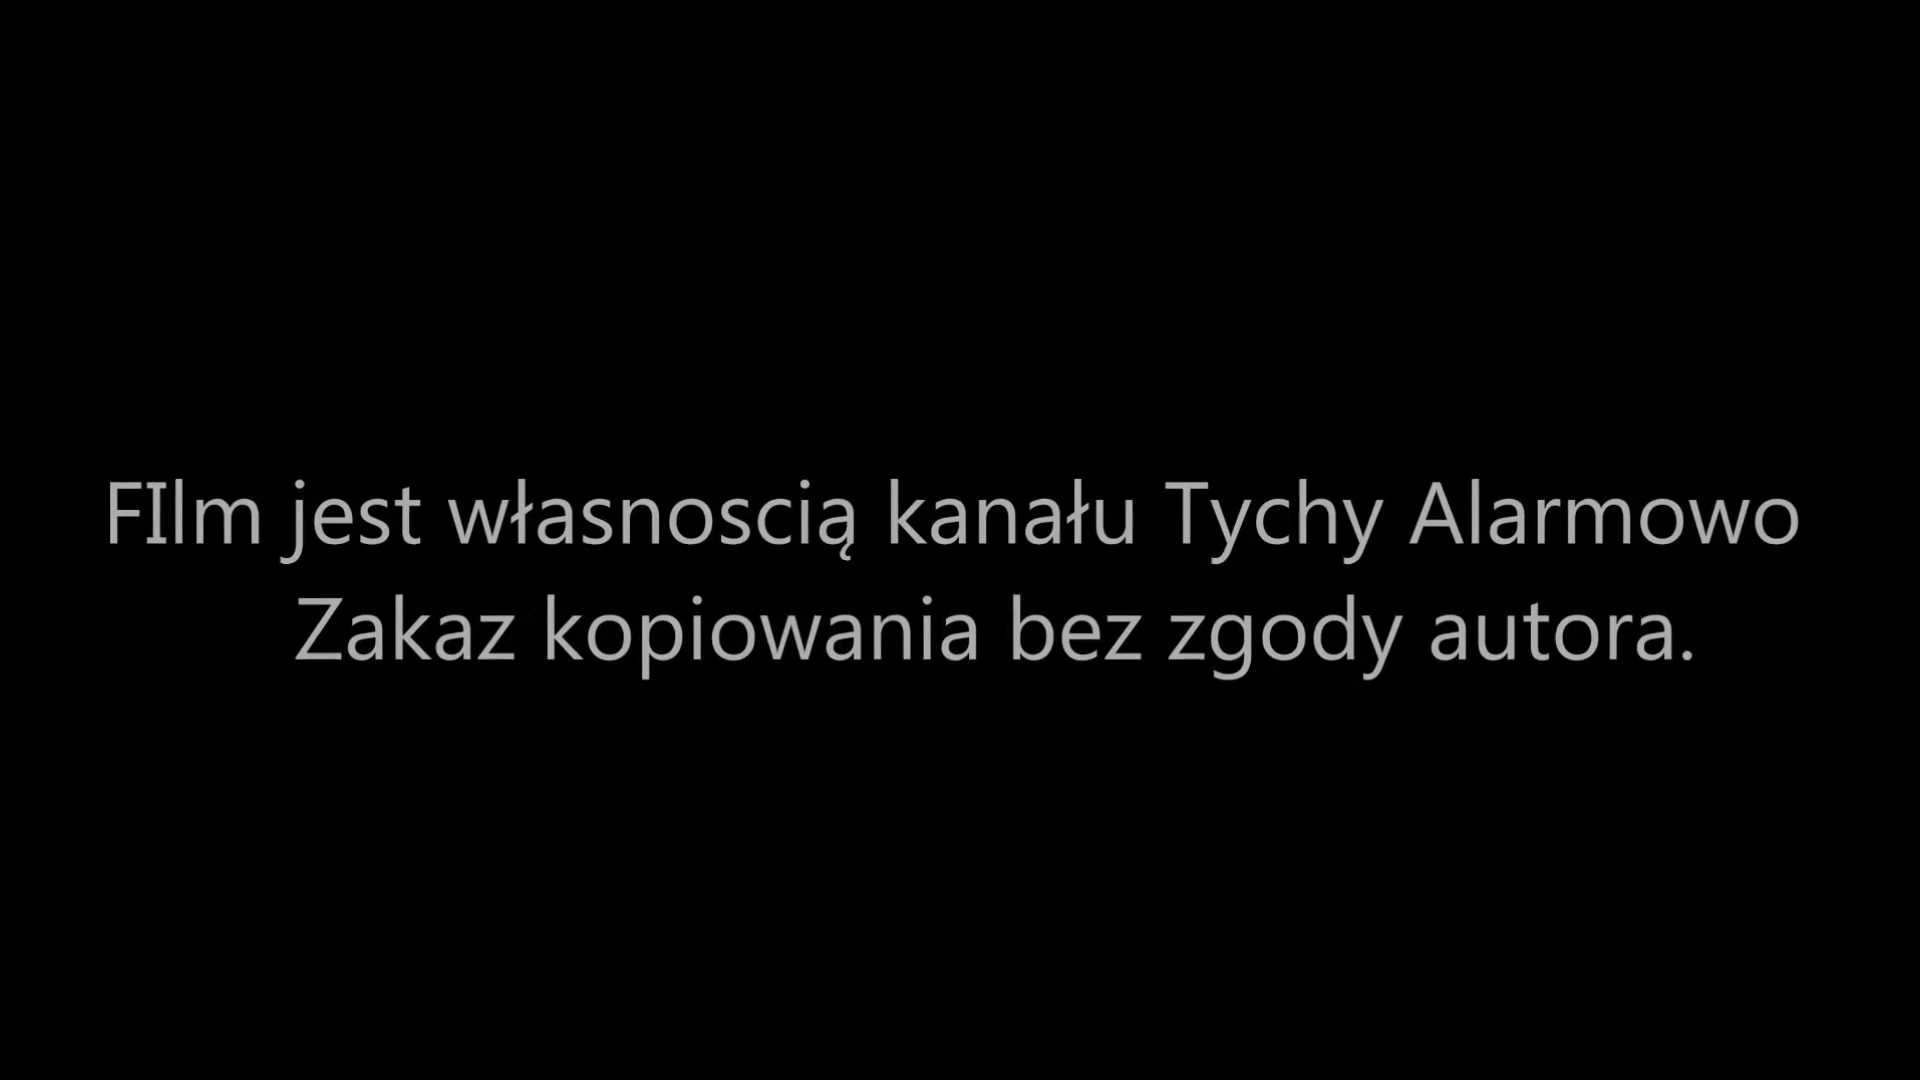 FIlm jest własnoscią kanału Tychy Alarmowo
Zakaz kopiowania bez zgody autora.